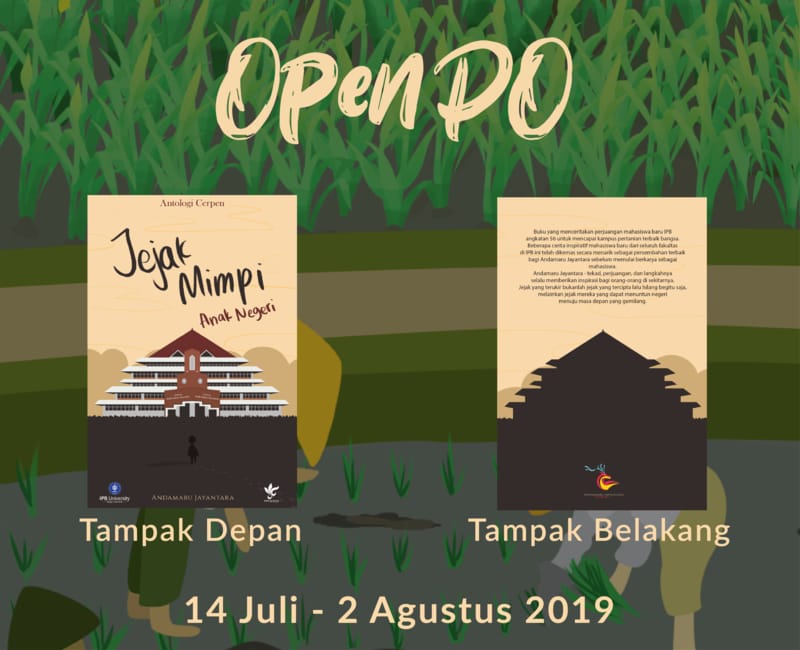 Open PO
Antologi Cerpen
Jejak
Mimpi
Anak Negeri
IPB University
ANDAMARU JAYANTARA
Buku yang menceritakan perjuangan mahasiswa baru IPB
angkatan 56 untuk mencapai kampus pertanian terbaik bangsa.
Beberapa cerita inspiratif mahasiswa baru dari seluruh fakultas
di IPB ini telah dikemas secara menarik sebagai persembahan terbaik
bagi Andamaru Jayantara sebelum memulai berkarya sebagai
mahasiswa.
Andamaru Jayantara - tekad, perjuangan, dan langkahnya
selalu memberikan inspirasi bagi orang-orang di sekitarnya.
Jejak yang terukir bukanlah jejak yang tercipta lalu hilang begitu saja,
melainkan jejak mereka yang dapat menuntun negeri
menuju masa depan yang gemilang.
Tampak Depan
Tampak Belakang
14 Juli - 2 Agustus 2019